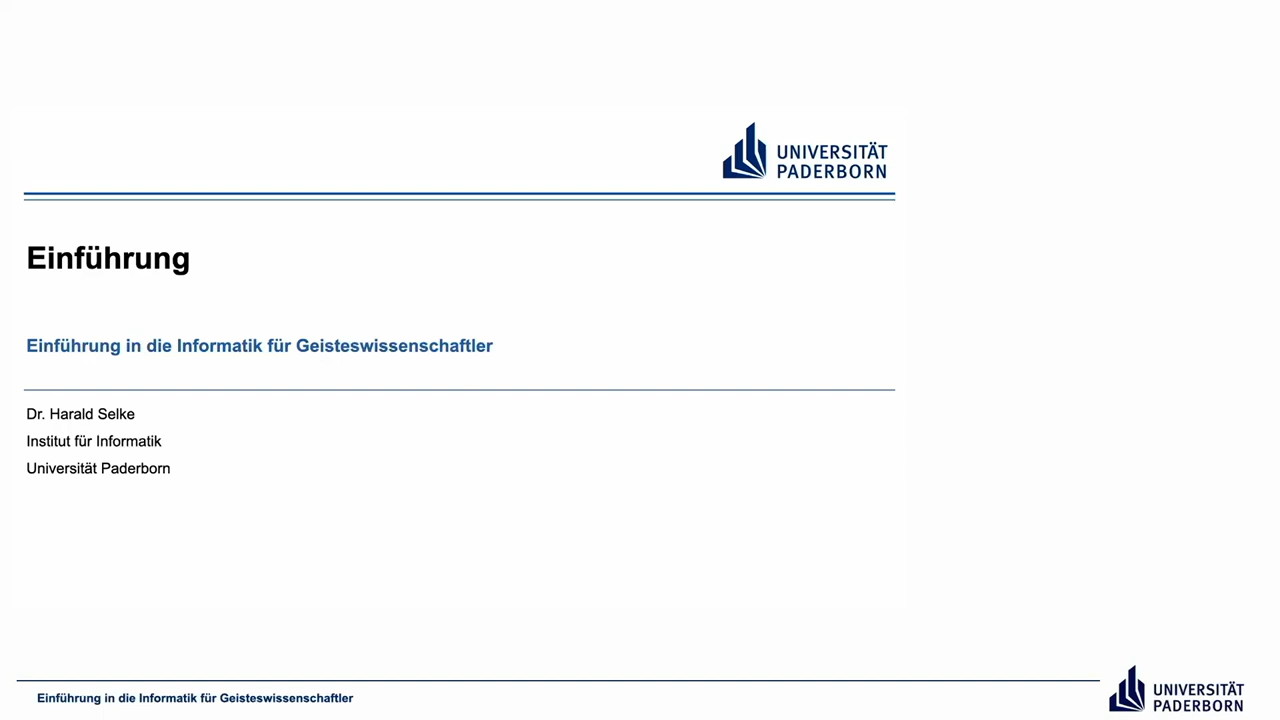 UNIVERSITÄT
PADERBORN
Einführung
Einführung in die Informatik für Geisteswissenschaftler
Dr. Harald Selke
Institut für Informatik
Universität Paderborn
Einführung in die Informatik für Geisteswissenschaftler
UNIVERSITÄT
PADERBORN